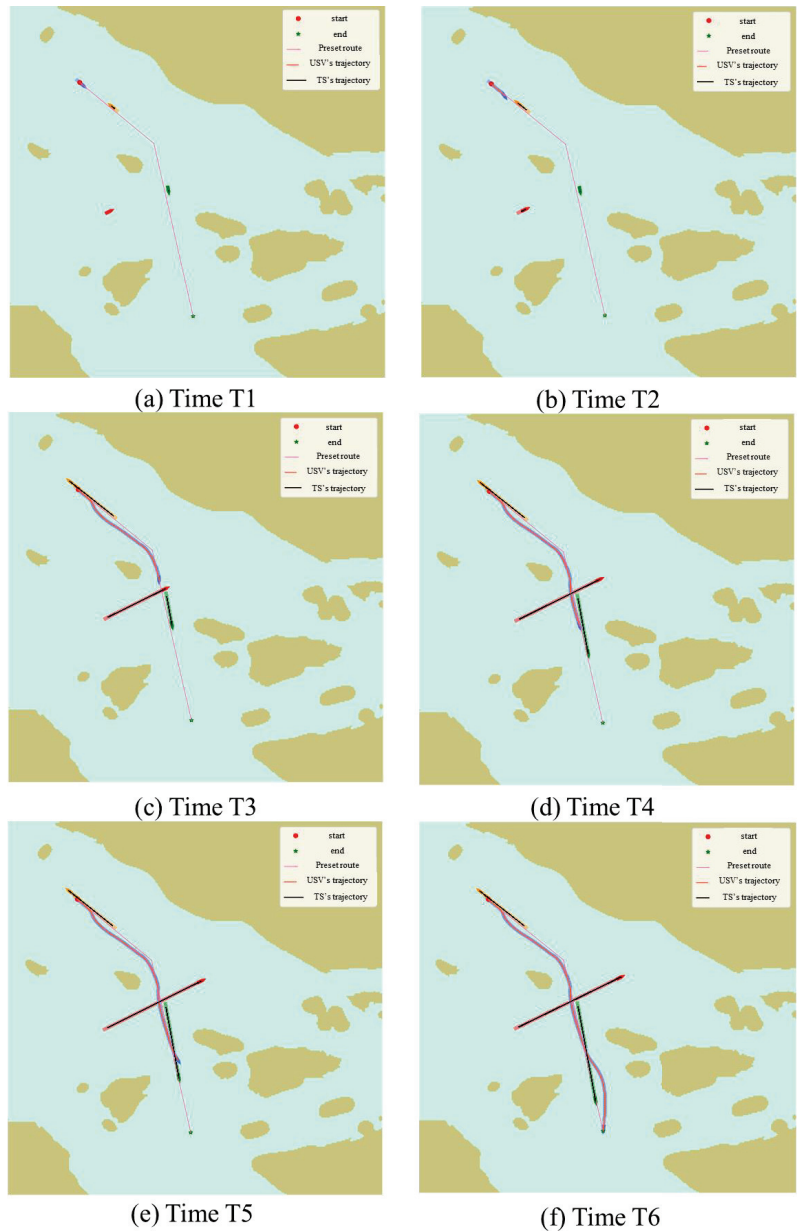 start
end
Preset route
USV's trajectory
TS's trajectory
start
end
Preset route
USV's trajectory
TS's trajectory
(a) Time T1
(b) Time T2
start
end
Preset route
USV's trajectory
TS's trajectory
start
end
Preset route
USV's trajectory
TS's trajectory
(c) Time T3
(d) Time T4
start
end
Preset route
USV's trajectory
TS's trajectory
start
end
Preset route
USV's trajectory
TS's trajectory
(e) Time T5
(f) Time T6